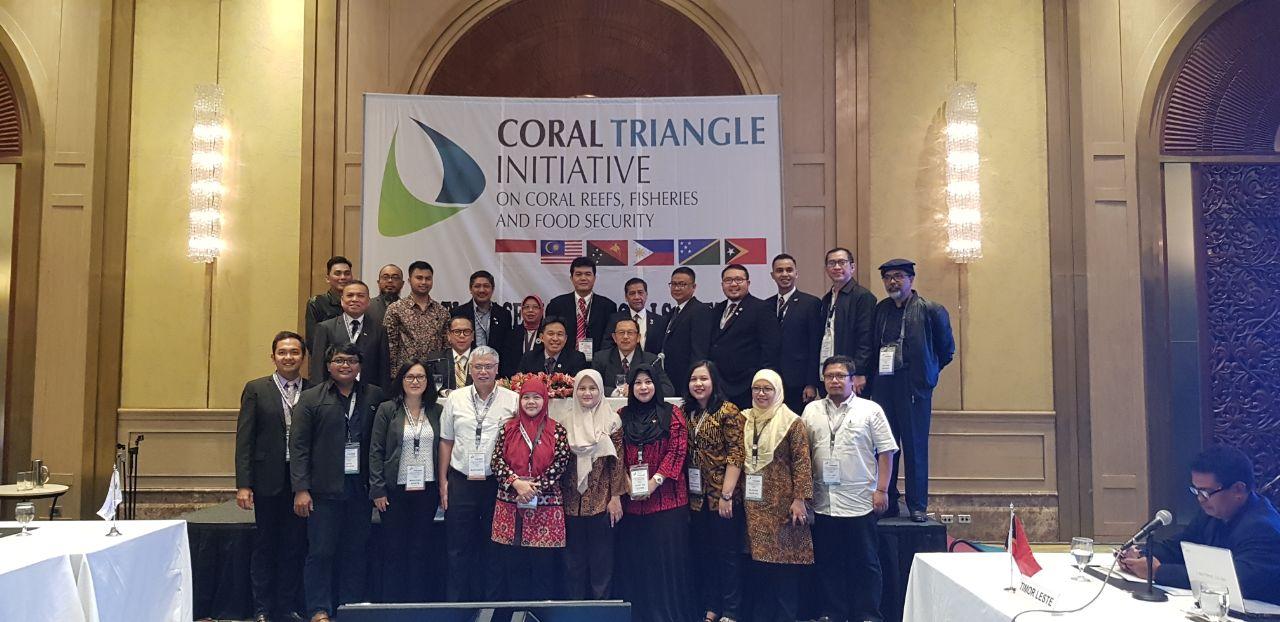 CORAL TRIANGLE
INITIATIVE
ON CORAL REEFS, FISHERIES
AND FOOD SECURITY
TIMOR LESTE